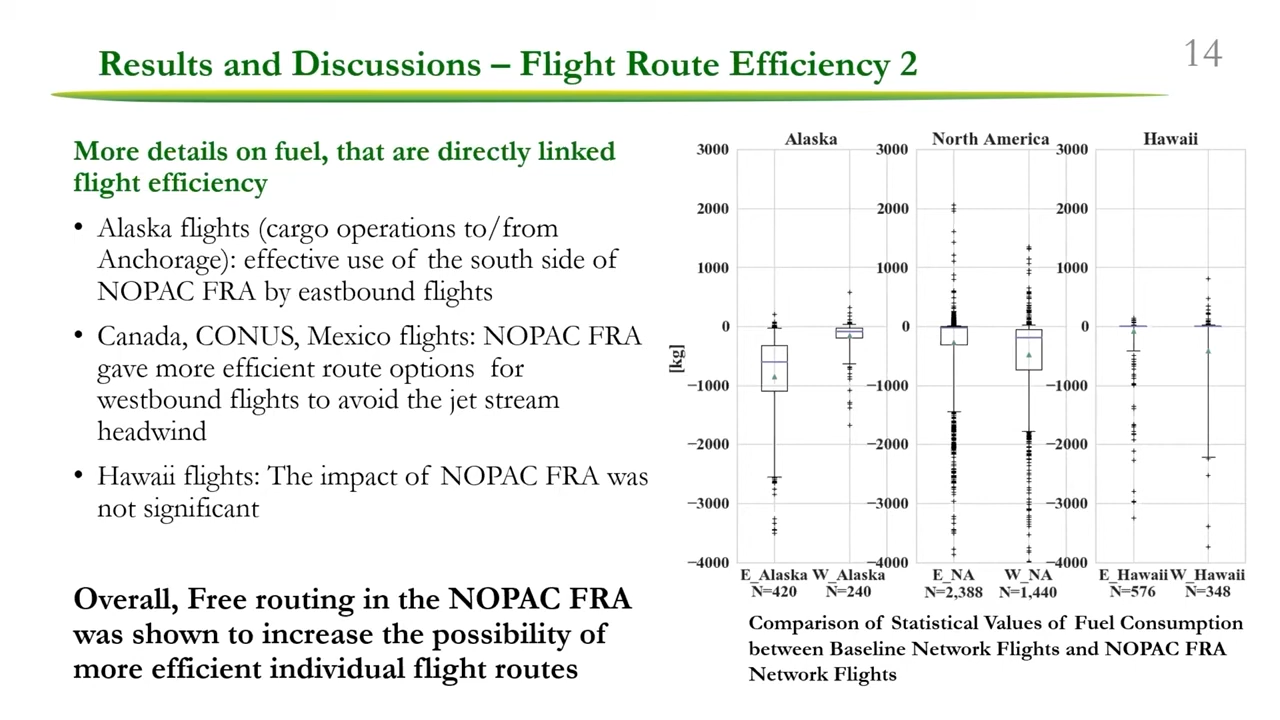 Results and Discussions – Flight Route Efficiency 2
14
More details on fuel, that are directly linked
flight efficiency
• Alaska flights (cargo operations to/from
Anchorage): effective use of the south side of
NOPAC FRA by eastbound flights
• Canada, CONUS, Mexico flights: NOPAC FRA
gave more efficient route options for
westbound flights to avoid the jet stream
headwind
• Hawaii flights: The impact of NOPAC FRA was
not significant
Overall, Free routing in the NOPAC FRA
was shown to increase the possibility of
more efficient individual flight routes
Alaska North America Hawaii
3000 3000 3000
2000 2000 2000
1000 1000 1000
0 0 0
[kg]
−1000 −1000 −1000
−2000 −2000 −2000
−3000 −3000 −3000
−4000 −4000 −4000
E_Alaska W_Alaska E_NA W_NA E_Hawaii W_Hawaii
N=420 N=240 N=2,388 N=1,440 N=576 N=348
Comparison of Statistical Values of Fuel Consumption
between Baseline Network Flights and NOPAC FRA
Network Flights